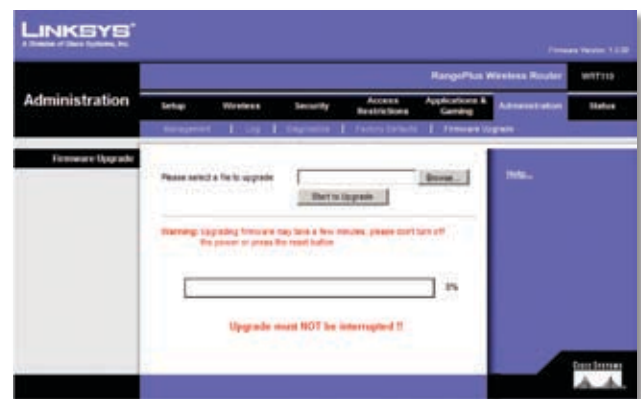 LINKSYS®
A Division of Cisco Systems, Inc.
Firmware Version: 1.0.00
RangePlus Wireless Router
WRT110
Administration
Setup
Wireless
Security
Access Restrictions
Applications & Gaming
Administration
Status
Management | Log | Diagnostics | Factory Defaults | Firmware Upgrade
Firmware Upgrade
Please select a file to upgrade
Browse...
Start to Upgrade
Help...
Warning: Upgrading firmware may take a few minutes, please don't turn off
the power or press the reset button
0%
Upgrade must NOT be interrupted !!
CISCO SYSTEMS